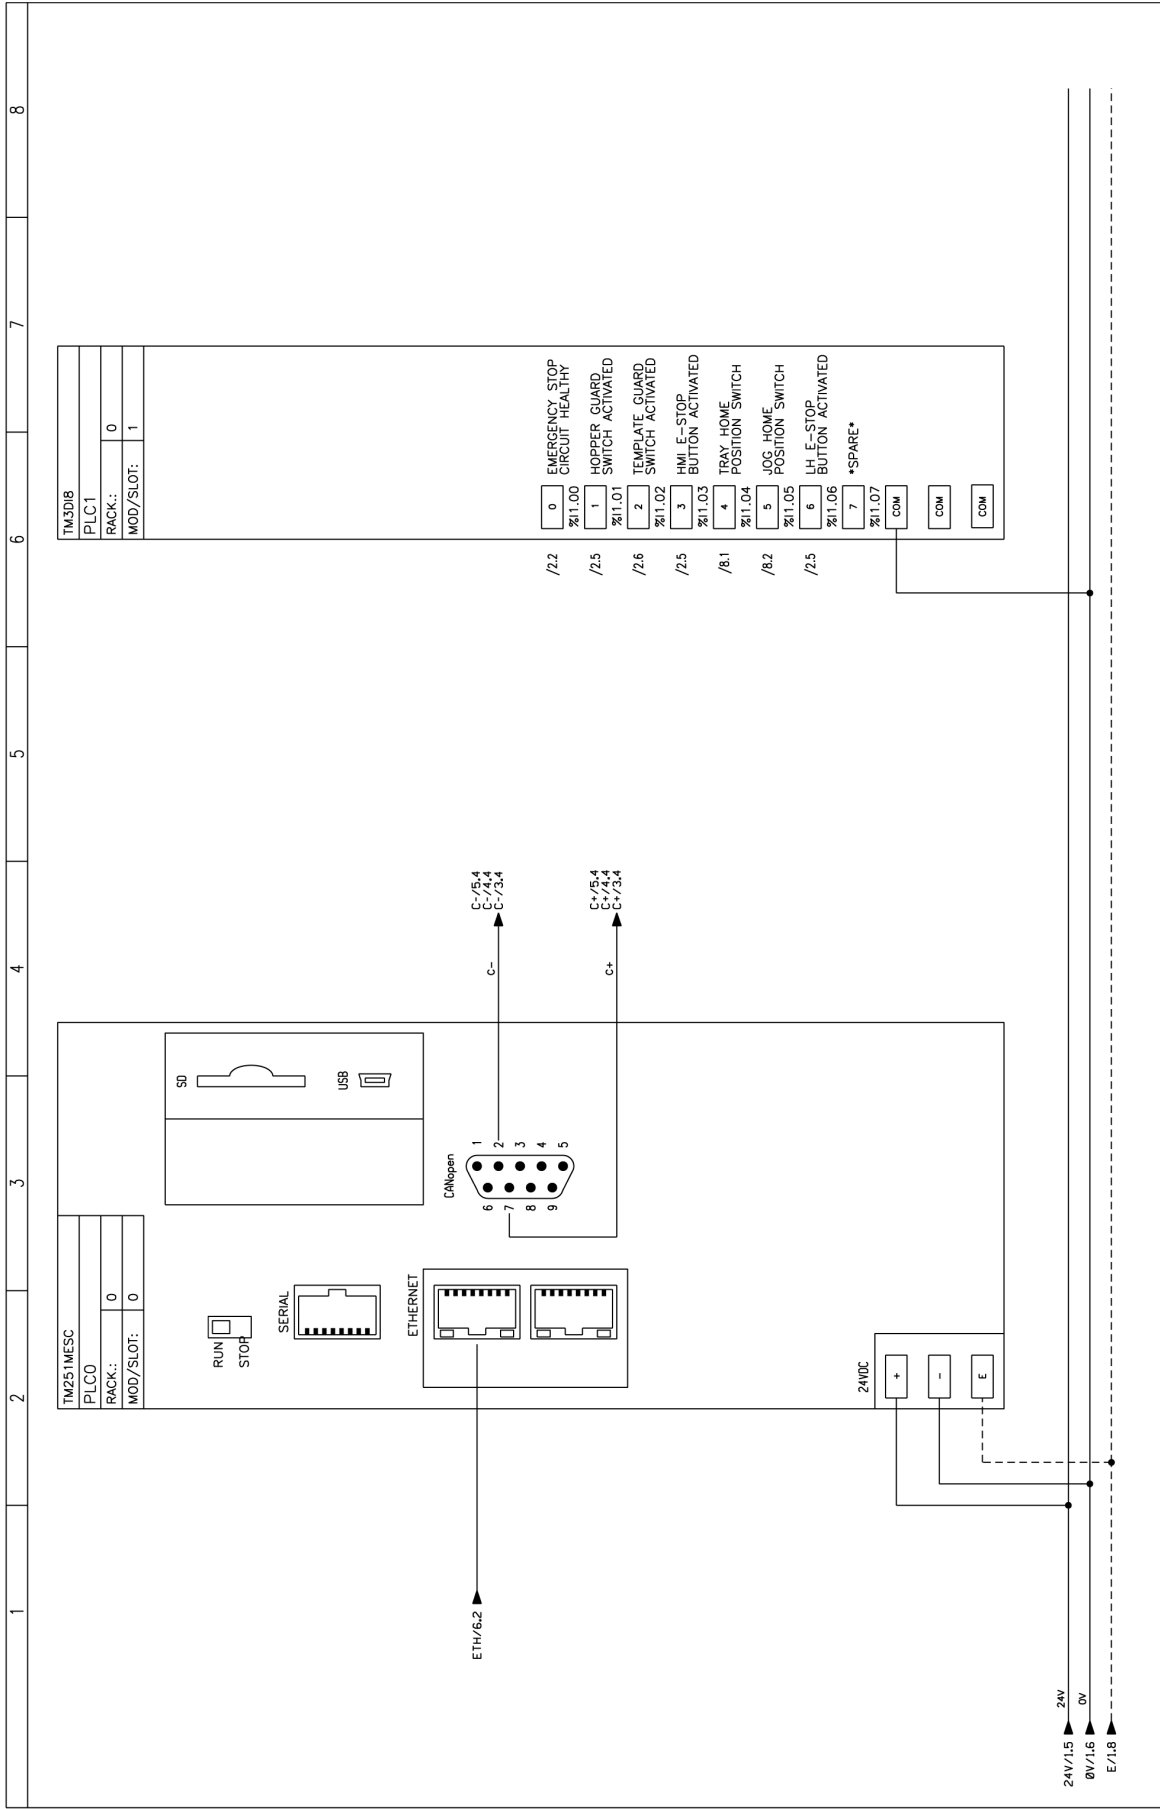 1
2
3
4
5
6
7
8
TM251MESC
PLC0
RACK.: 0
MOD/SLOT: 0
RUN
STOP
SERIAL
ETHERNET
SD
USB
CANopen
6
7
8
9
1
2
3
4
5
C-
C-/5.4
C-/4.4
C-/3.4
C+
C+/5.4
C+/4.4
C+/3.4
ETH/6.2
24VDC
+
-
E
TM3DI8
PLC1
RACK.: 0
MOD/SLOT: 1
/2.2 0 EMERGENCY STOP
%I1.00 CIRCUIT HEALTHY
/2.5 1 HOPPER GUARD
%I1.01 SWITCH ACTIVATED
/2.6 2 TEMPLATE GUARD
%I1.02 SWITCH ACTIVATED
/2.5 3 HMI E-STOP
%I1.03 BUTTON ACTIVATED
/8.1 4 TRAY HOME
%I1.04 POSITION SWITCH
/8.2 5 JOG HOME
%I1.05 POSITION SWITCH
/2.5 6 LH E-STOP
%I1.06 BUTTON ACTIVATED
7 *SPARE*
%I1.07
COM
COM
COM
24V/1.5 24V
0V/1.6 0V
E/1.8